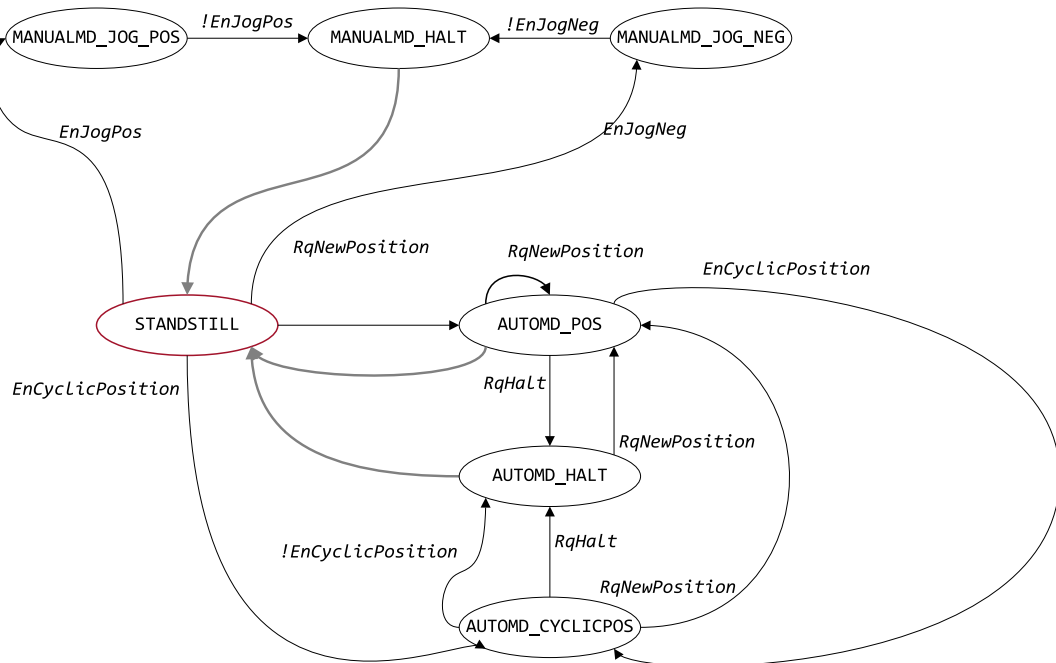 !EnJogPos
!EnJogNeg
MANUALMD_JOG_POS
MANUALMD_HALT
MANUALMD_JOG_NEG
EnJogPos
EnJogNeg
RqNewPosition
RqNewPosition
EnCyclicPosition
STANDSTILL
AUTOMD_POS
EnCyclicPosition
RqHalt
RqNewPosition
AUTOMD_HALT
!EnCyclicPosition
RqHalt
RqNewPosition
AUTOMD_CYCLICPOS